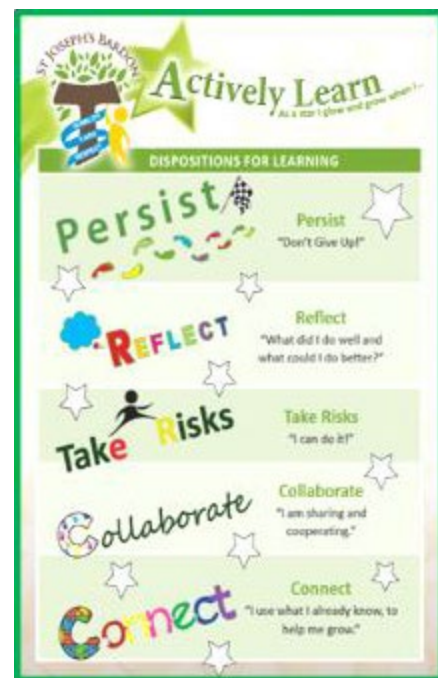 ST JOSEPH'S BARDON
Actively Learn
As a star I glow and grow when I...
DISPOSITIONS FOR LEARNING
Persist
Persist
"Don't Give Up!"
REFLECT
Reflect
"What did I do well and
what could I do better?"
Take Risks
Take Risks
"I can do it!"
Collaborate
Collaborate
"I am sharing and
cooperating."
Connect
Connect
"I use what I already know, to
help me grow."